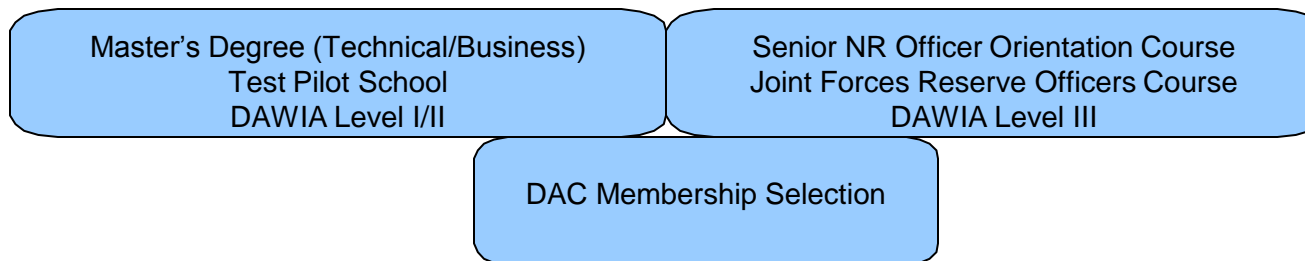 Master’s Degree (Technical/Business)
Test Pilot School
DAWIA Level I/II
Senior NR Officer Orientation Course
Joint Forces Reserve Officers Course
DAWIA Level III
DAC Membership Selection